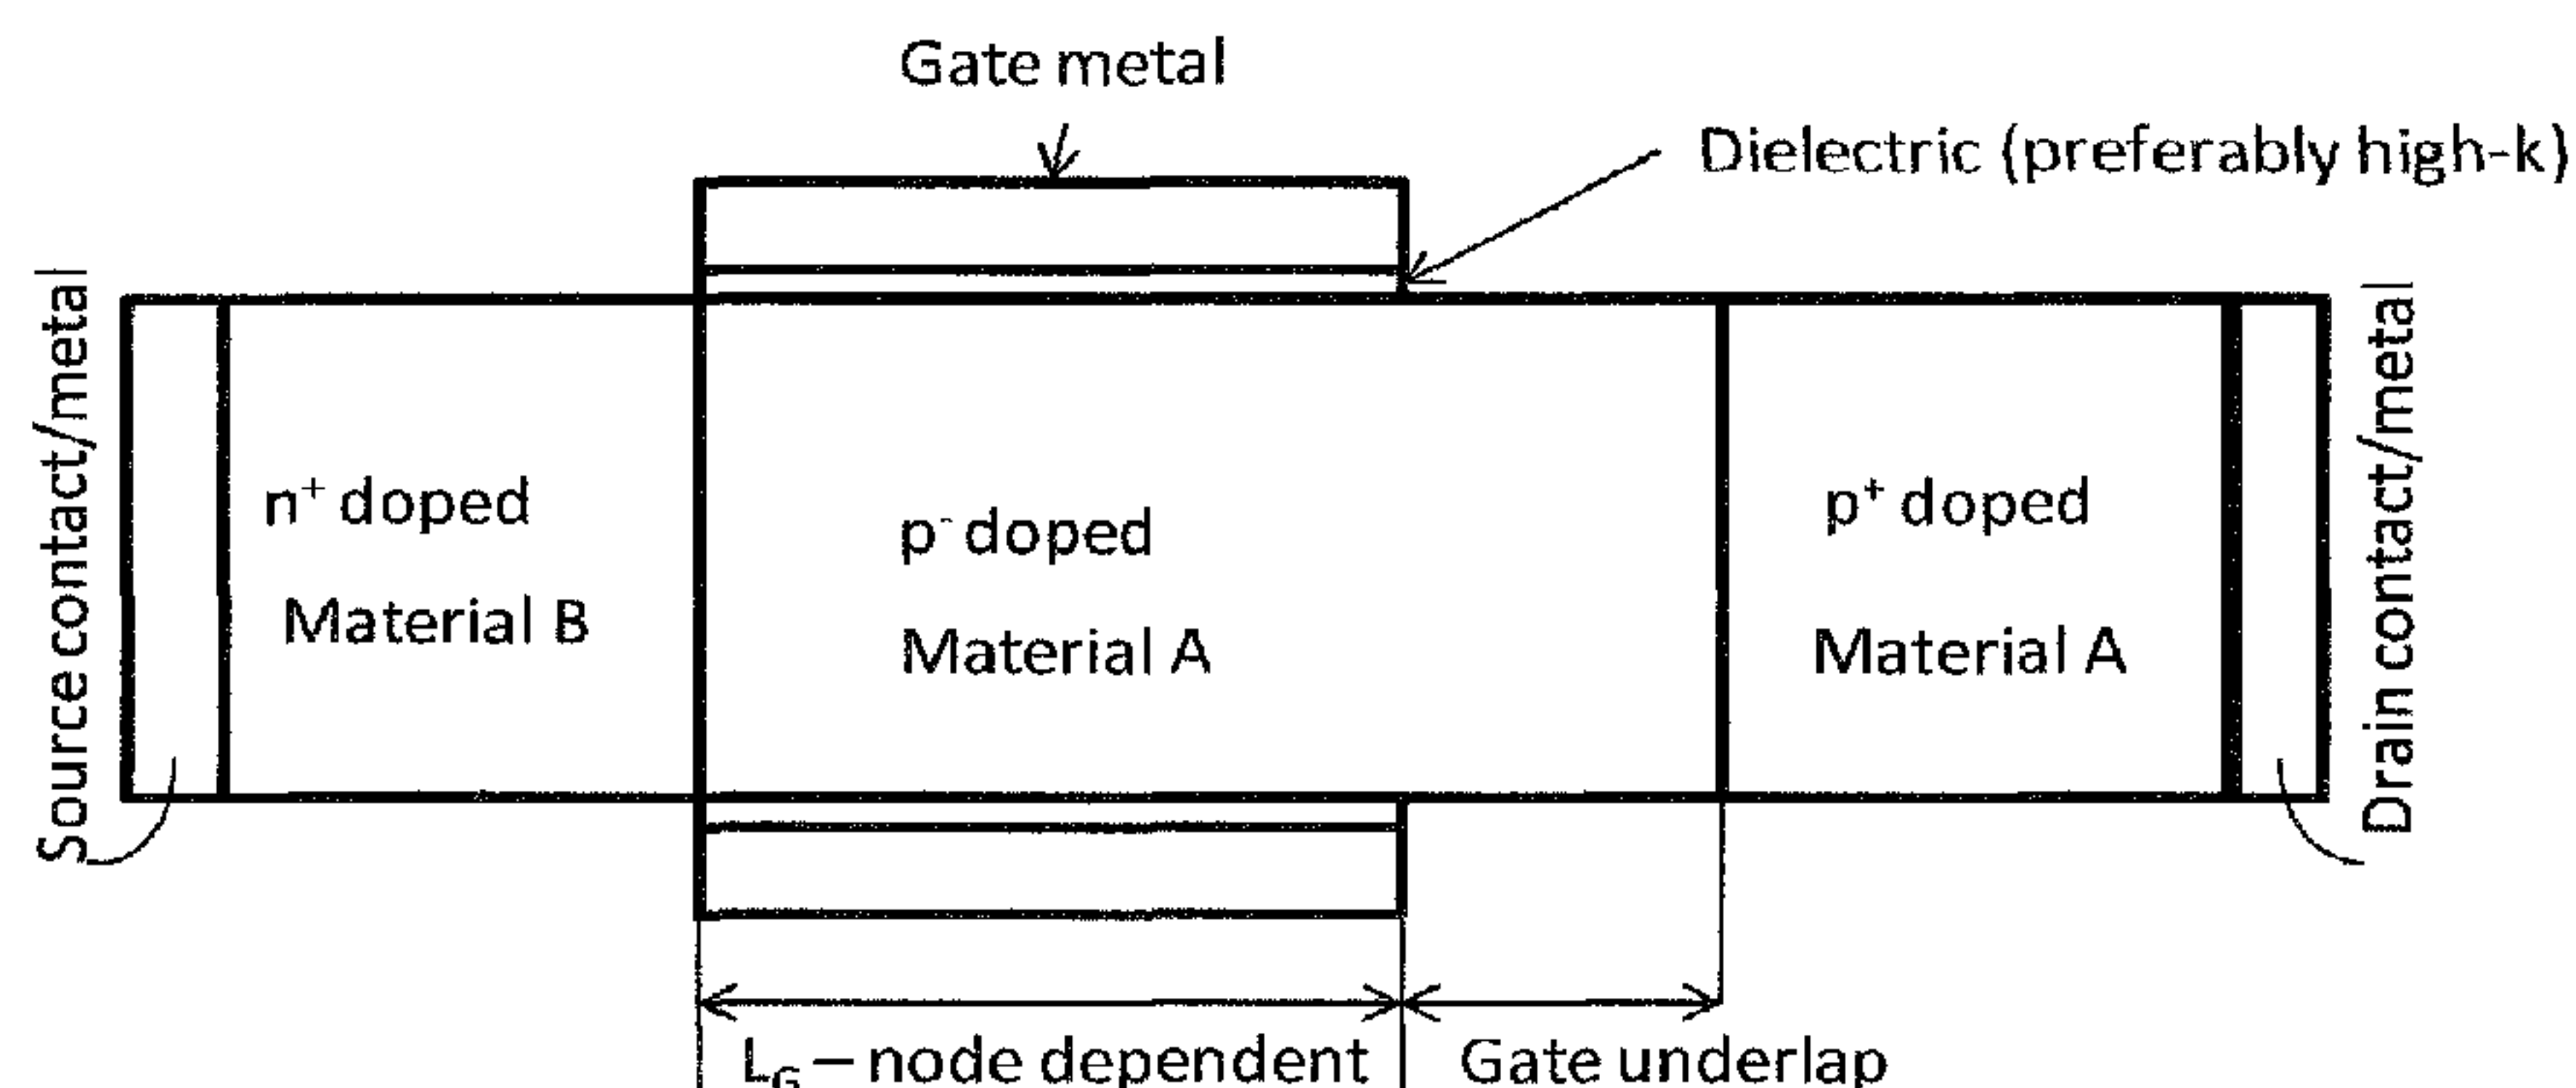 Gate metal
Dielectric (preferably high-k)
Source contact/metal
n⁺ doped
Material B
p⁻ doped
Material A
p⁺ doped
Material A
Drain contact/metal
L_G – node dependent
Gate underlap